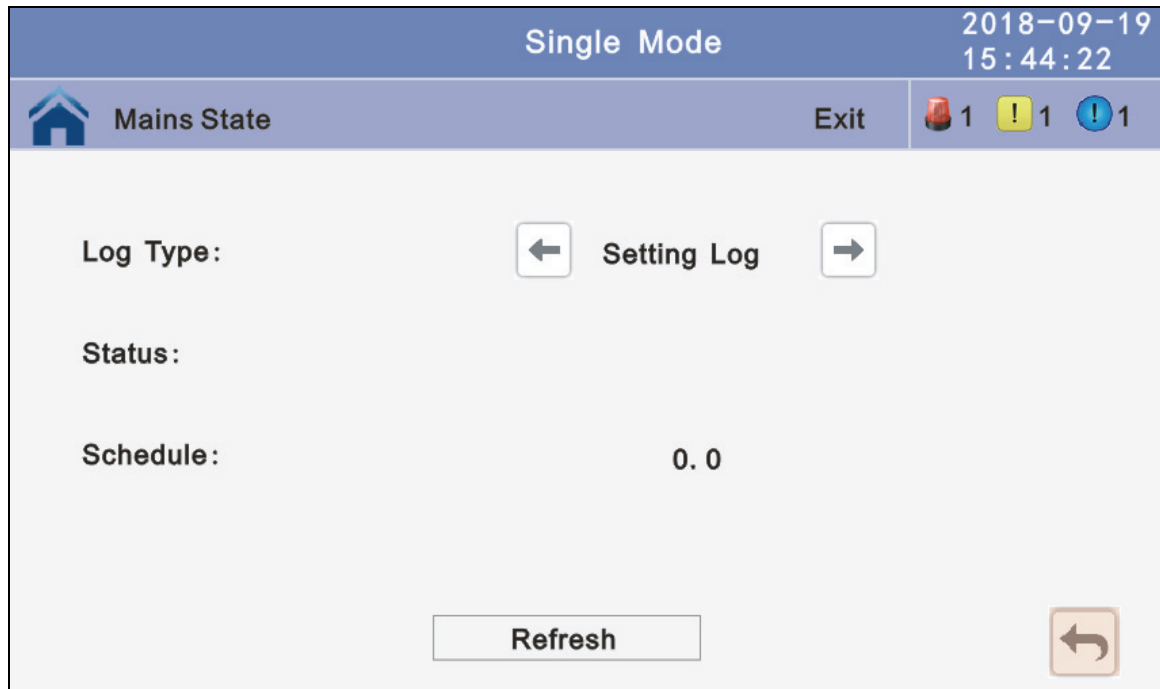 Single Mode
2018-09-19
15:44:22
Mains State
Exit
1
! 1
! 1
Log Type:
Setting Log
Status:
Schedule:
0.0
Refresh